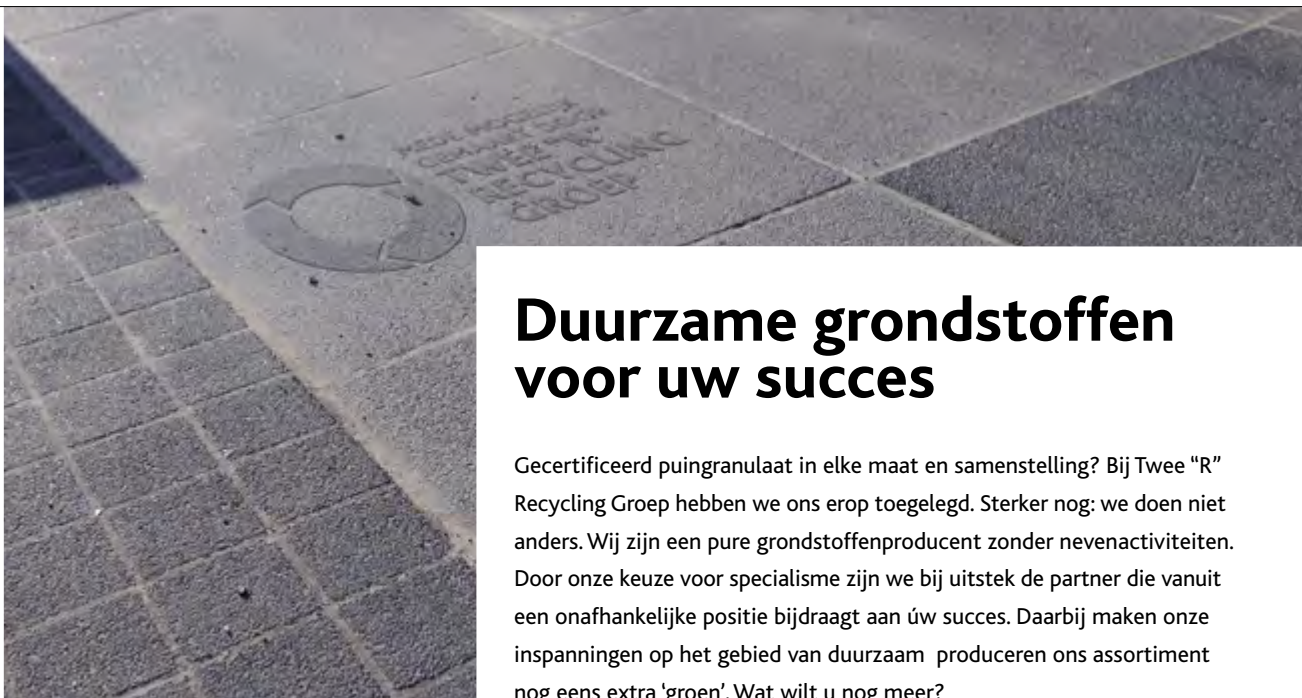 MEDE MOGELIJK
GEMAAKT DOOR
TWEE "R"
RECYCLING
GROEP
Duurzame grondstoffen
voor uw succes
Gecertificeerd puingranulaat in elke maat en samenstelling? Bij Twee “R”
Recycling Groep hebben we ons erop toegelegd. Sterker nog: we doen niet
anders. Wij zijn een pure grondstoffenproducent zonder nevenactiviteiten.
Door onze keuze voor specialisme zijn we bij uitstek de partner die vanuit
een onafhankelijke positie bijdraagt aan úw succes. Daarbij maken onze
inspanningen op het gebied van duurzaam produceren ons assortiment
nog eens extra ‘groen’. Wat wilt u nog meer?